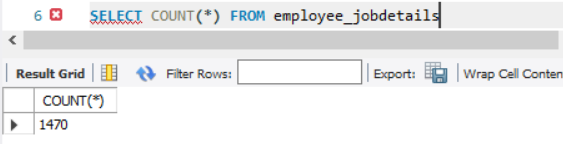 6 SELECT COUNT(*) FROM employee_jobdetails
Result Grid Filter Rows: Export: Wrap Cell Conten
COUNT(*)
1470